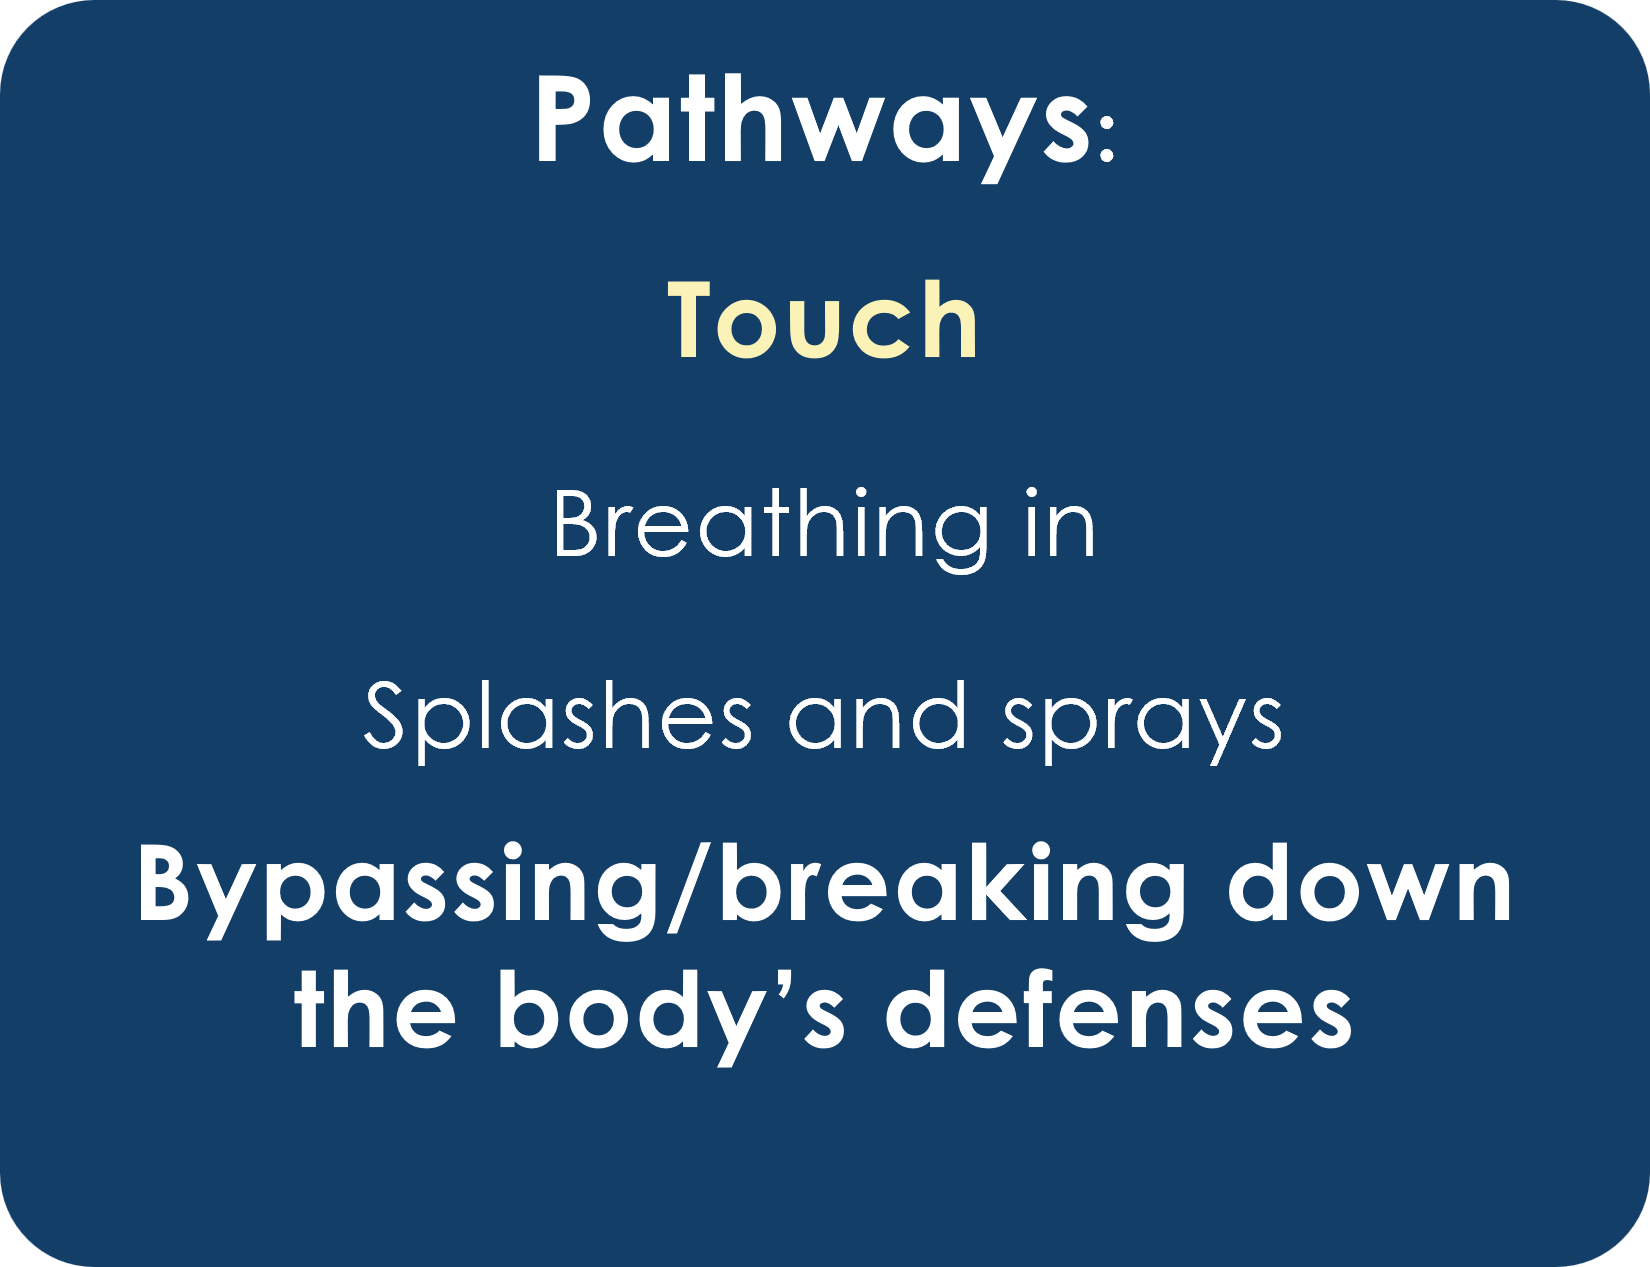 Pathways:
Touch
Breathing in
Splashes and sprays
Bypassing/breaking down
the body’s defenses